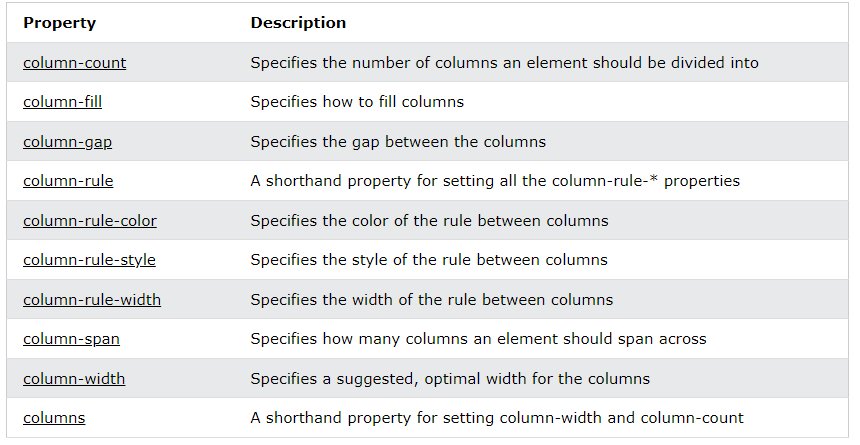 Property Description
column-count Specifies the number of columns an element should be divided into
column-fill Specifies how to fill columns
column-gap Specifies the gap between the columns
column-rule A shorthand property for setting all the column-rule-* properties
column-rule-color Specifies the color of the rule between columns
column-rule-style Specifies the style of the rule between columns
column-rule-width Specifies the width of the rule between columns
column-span Specifies how many columns an element should span across
column-width Specifies a suggested, optimal width for the columns
columns A shorthand property for setting column-width and column-count